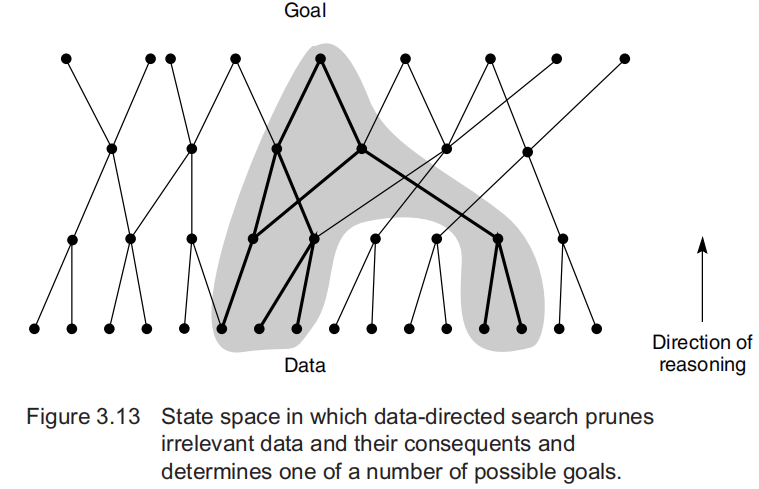 Goal
Data
Direction of
reasoning
Figure 3.13 State space in which data-directed search prunes
irrelevant data and their consequents and
determines one of a number of possible goals.